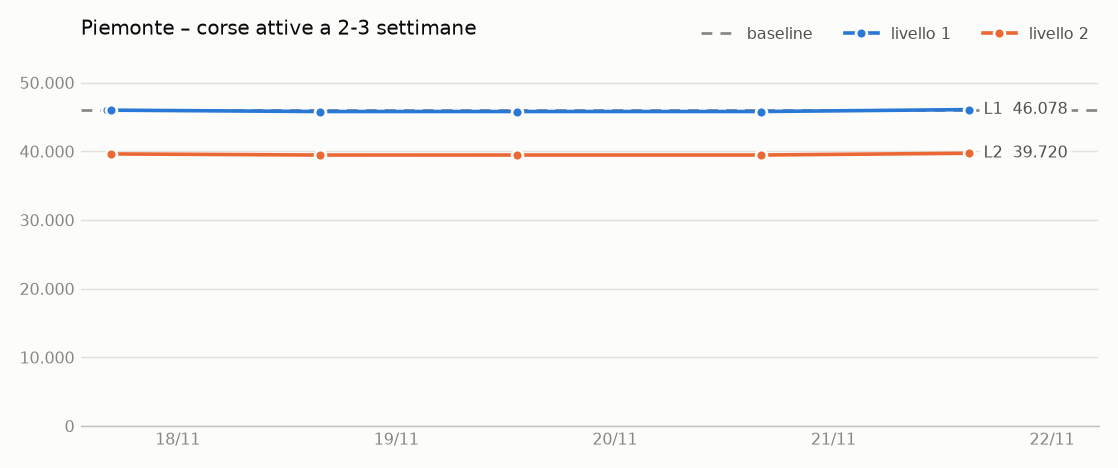 Piemonte – corse attive a 2-3 settimane
baseline
livello 1
livello 2
50.000
40.000
30.000
20.000
10.000
0
L1 46.078
L2 39.720
18/11
19/11
20/11
21/11
22/11